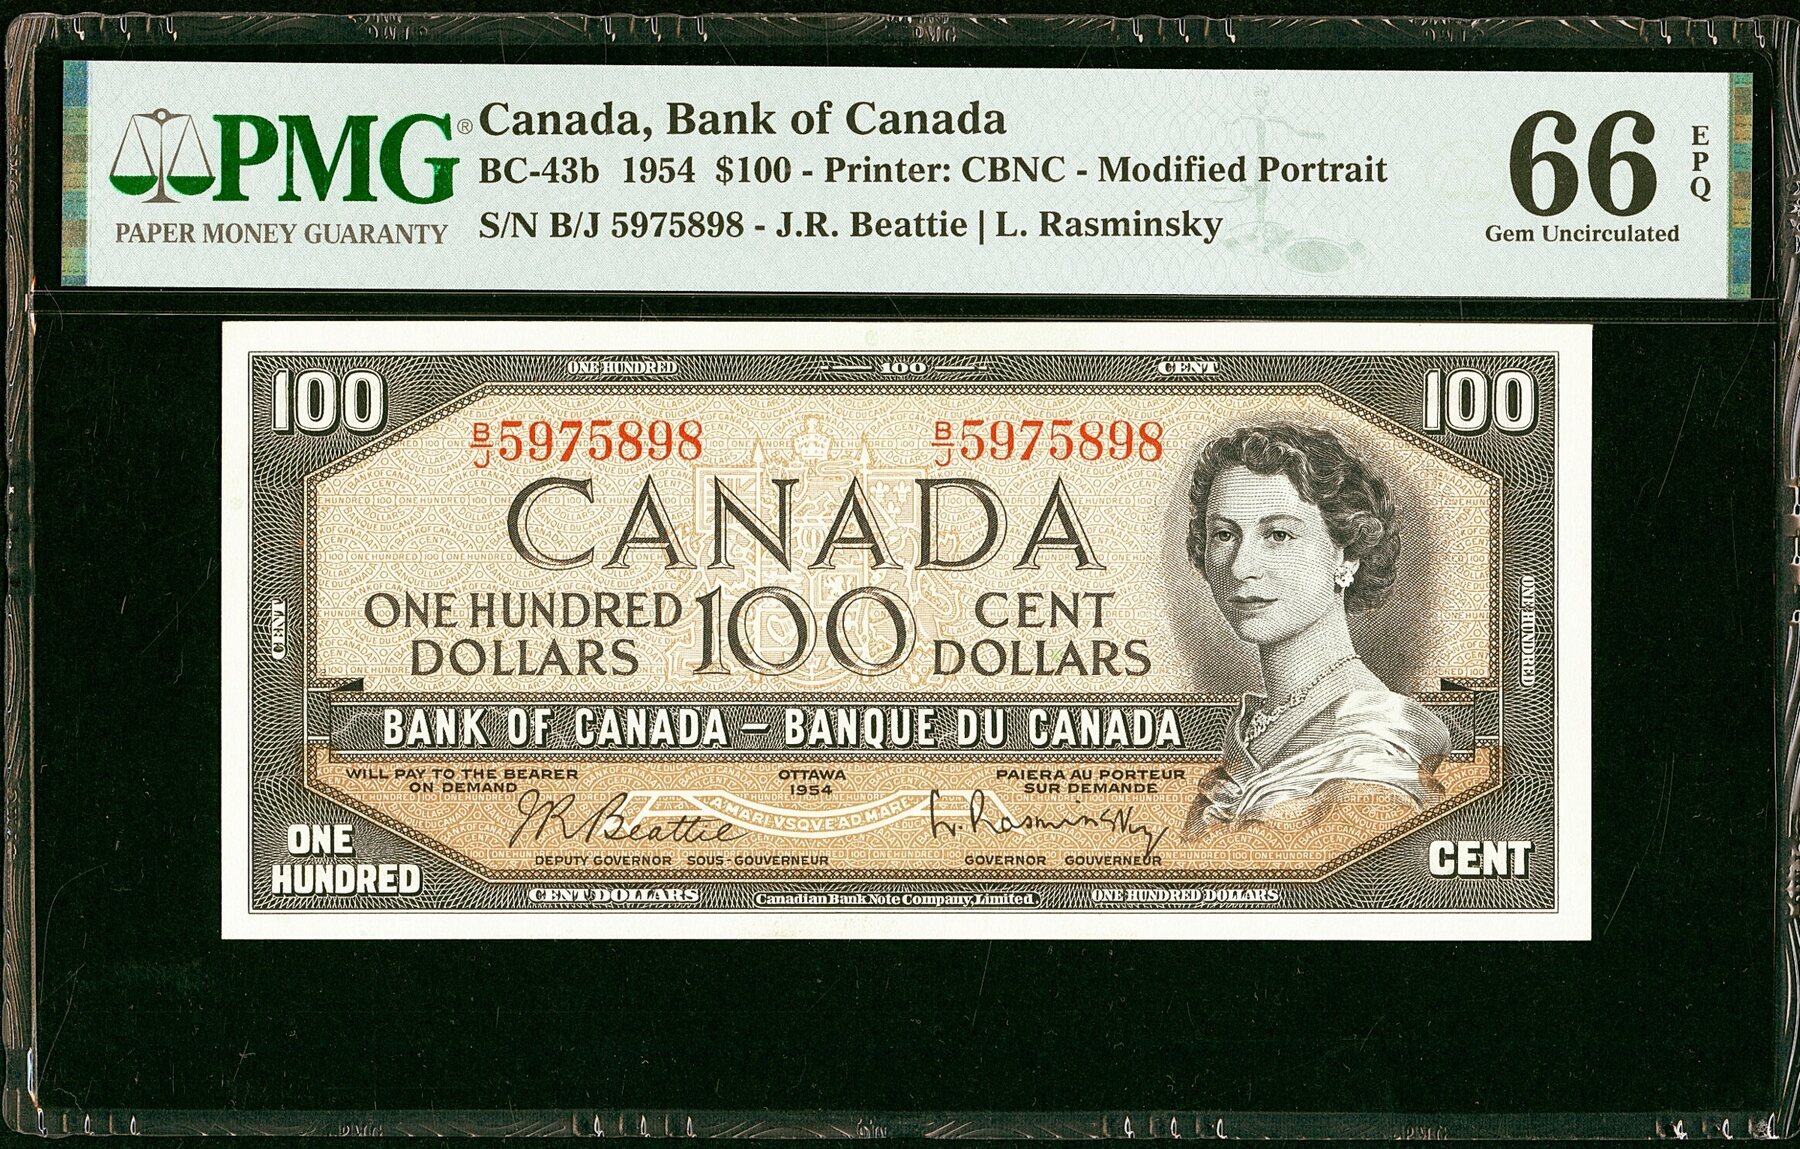 PMG®
PAPER MONEY GUARANTY
Canada, Bank of Canada
BC-43b 1954 $100 - Printer: CBNC - Modified Portrait
S/N B/J 5975898 - J.R. Beattie | L. Rasminsky
66 EPQ
Gem Uncirculated
ONE HUNDRED 100 CENT
100 100
B/J 5975898 B/J 5975898
CANADA
ONE HUNDRED DOLLARS 100 CENT DOLLARS
CENT
ONE HUNDRED
BANK OF CANADA – BANQUE DU CANADA
WILL PAY TO THE BEARER ON DEMAND
OTTAWA
1954
PAIERA AU PORTEUR SUR DEMANDE
A MARI VSQVE AD MARE
J R Beattie
L. Rasminsky
DEPUTY GOVERNOR SOUS-GOUVERNEUR
GOVERNOR GOUVERNEUR
ONE HUNDRED
CENT
CENT DOLLARS Canadian Bank Note Company, Limited. ONE HUNDRED DOLLARS